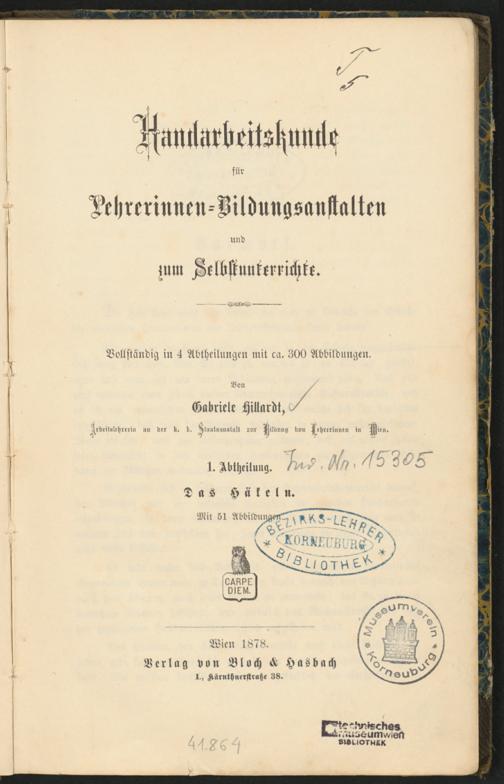 T
5
Handarbeitskunde
für
Lehrerinnen-Bildungsanstalten
und
zum Selbstunterrichte.
Vollständig in 4 Abtheilungen mit ca. 300 Abbildungen.
Von
Gabriele Hillardt,
Arbeitslehrerin an der k. k. Staatsanstalt zur Bildung von Lehrerinnen in Wien.
1. Abtheilung.
Inv. Nr. 15305
Das Häkeln.
Mit 51 Abbildungen
BEZIRKS-LEHRER
KORNEUBURG
BIBLIOTHEK
CARPE
DIEM.
Museumverein
Korneuburg
Wien 1878.
Verlag von Bloch & Hasbach
I., Kärnthnerstraße 38.
technisches
museumwien
BIBLIOTHEK
41.864